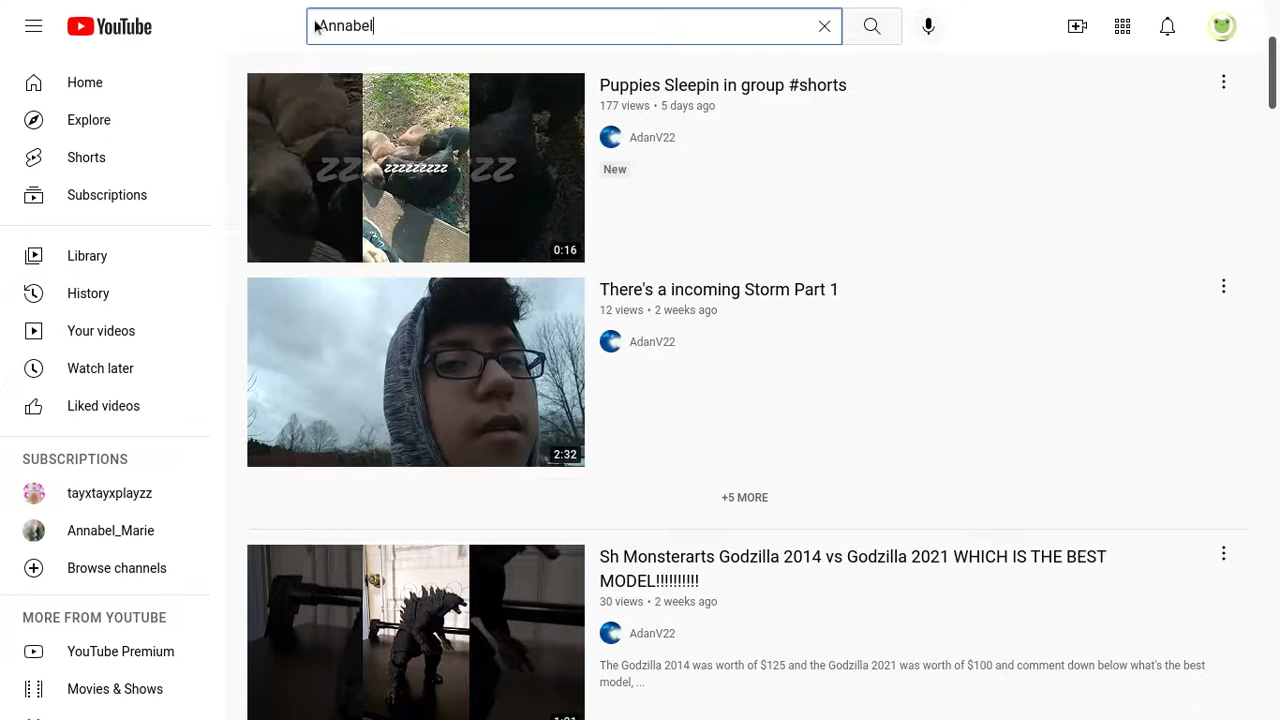 YouTube
Annabel
Home
Explore
Shorts
Subscriptions
Library
History
Your videos
Watch later
Liked videos
SUBSCRIPTIONS
tayxtayxplayzz
Annabel_Marie
Browse channels
MORE FROM YOUTUBE
YouTube Premium
Movies & Shows
zz
zzzzzzzzz
zz
0:16
Puppies Sleepin in group #shorts
177 views • 5 days ago
AdanV22
New
2:32
There's a incoming Storm Part 1
12 views • 2 weeks ago
AdanV22
+5 MORE
Sh Monsterarts Godzilla 2014 vs Godzilla 2021 WHICH IS THE BEST
MODEL!!!!!!!!!!
30 views • 2 weeks ago
AdanV22
The Godzilla 2014 was worth of $125 and the Godzilla 2021 was worth of $100 and comment down below what's the best
model, ...